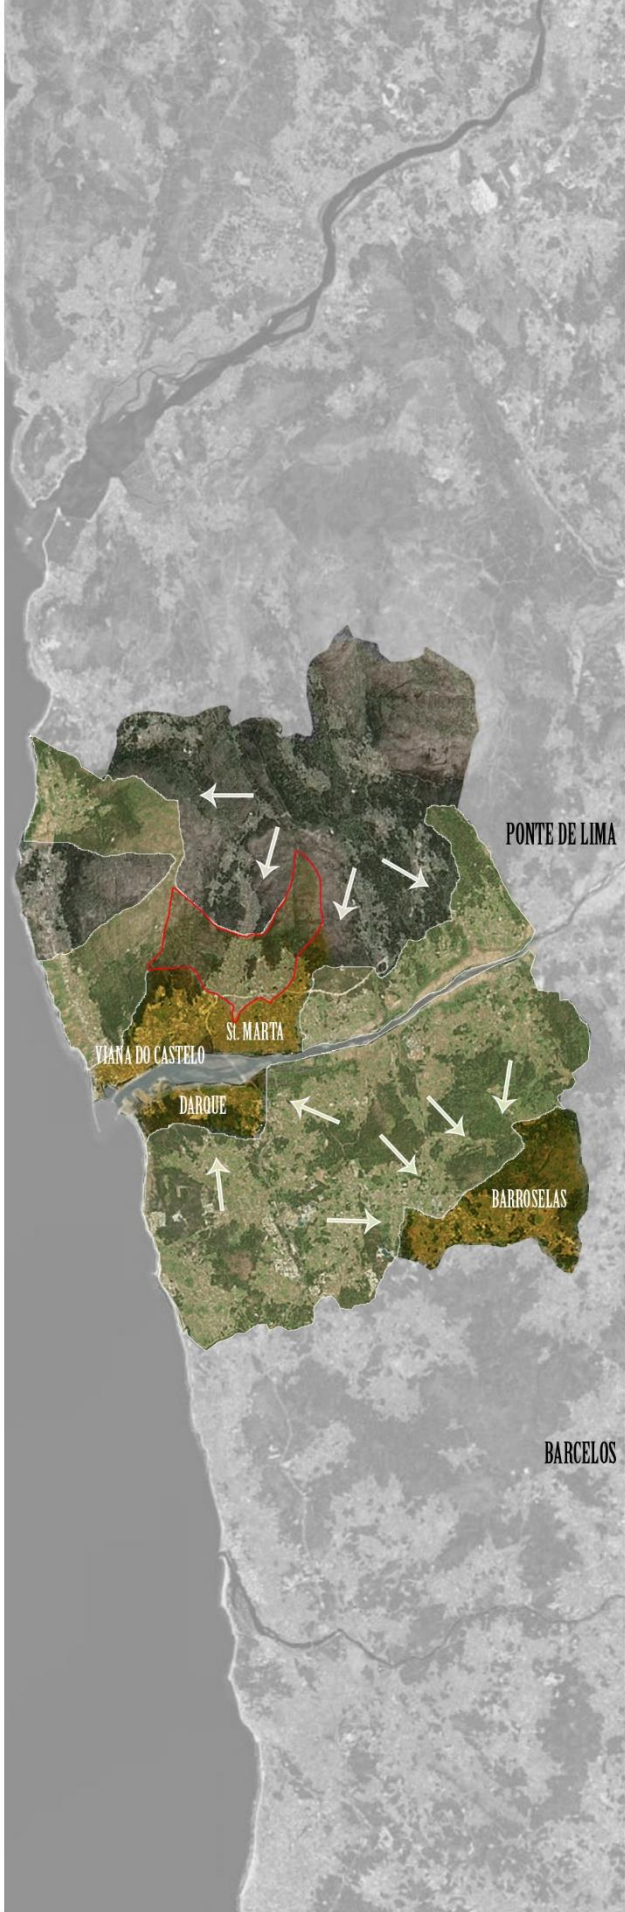 PONTE DE LIMA
St. MARTA
VIANA DO CASTELO
DARQUE
BARROSELAS
BARCELOS